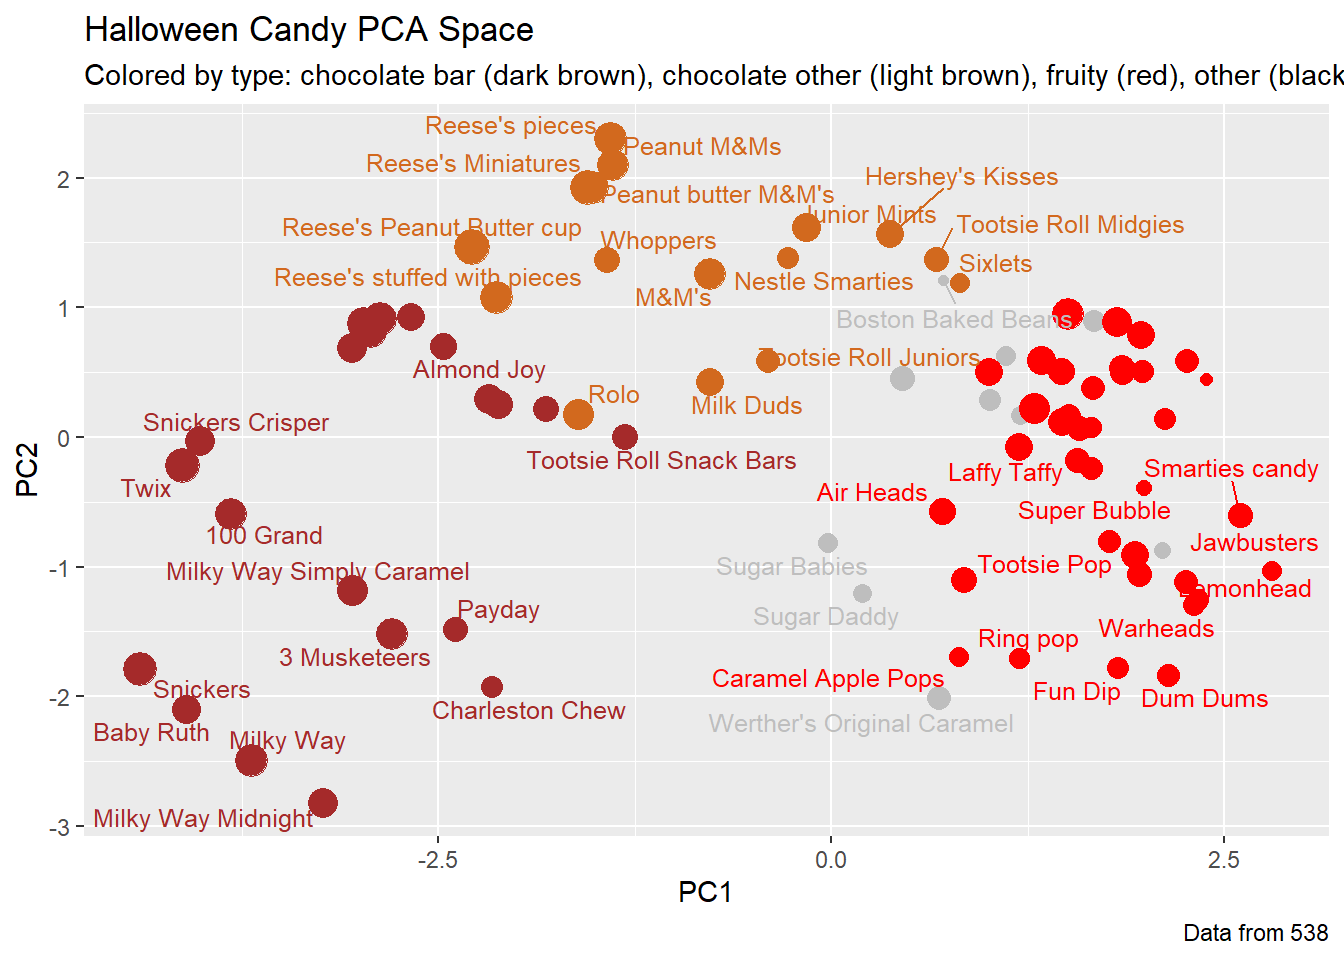 Halloween Candy PCA Space
Colored by type: chocolate bar (dark brown), chocolate other (light brown), fruity (red), other (black
Reese's pieces
Peanut M&Ms
Reese's Miniatures
Hershey's Kisses
Peanut butter M&M's
Junior Mints
Reese's Peanut Butter cup
Tootsie Roll Midgies
Whoppers
Sixlets
Reese's stuffed with pieces
Nestle Smarties
M&M's
Boston Baked Beans
Tootsie Roll Juniors
Almond Joy
Rolo
Milk Duds
Snickers Crisper
Tootsie Roll Snack Bars
Smarties candy
Laffy Taffy
Twix
Air Heads
Super Bubble
100 Grand
Jawbusters
Tootsie Pop
Sugar Babies
Milky Way Simply Caramel
Lemonhead
Payday
Sugar Daddy
Warheads
Ring pop
3 Musketeers
Caramel Apple Pops
Snickers
Fun Dip
Dum Dums
Charleston Chew
Werther's Original Caramel
Baby Ruth
Milky Way
Milky Way Midnight
2
1
0
-1
-2
-3
PC2
-2.5
0.0
2.5
PC1
Data from 538